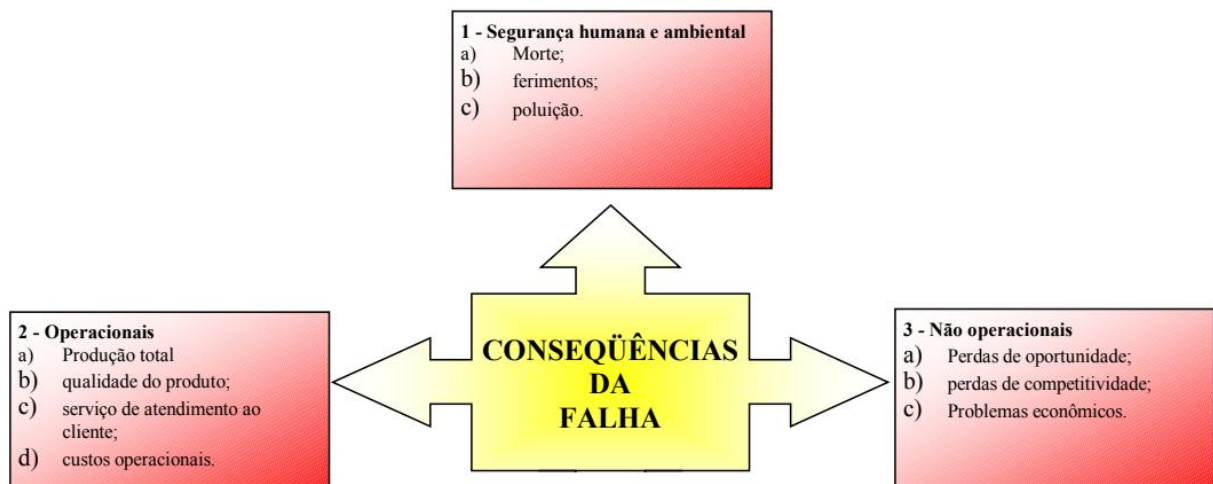 1 - Segurança humana e ambiental
a) Morte;
b) ferimentos;
c) poluição.
2 - Operacionais
a) Produção total
b) qualidade do produto;
c) serviço de atendimento ao
cliente;
d) custos operacionais.
CONSEQÜÊNCIAS
DA
FALHA
3 - Não operacionais
a) Perdas de oportunidade;
b) perdas de competitividade;
c) Problemas econômicos.